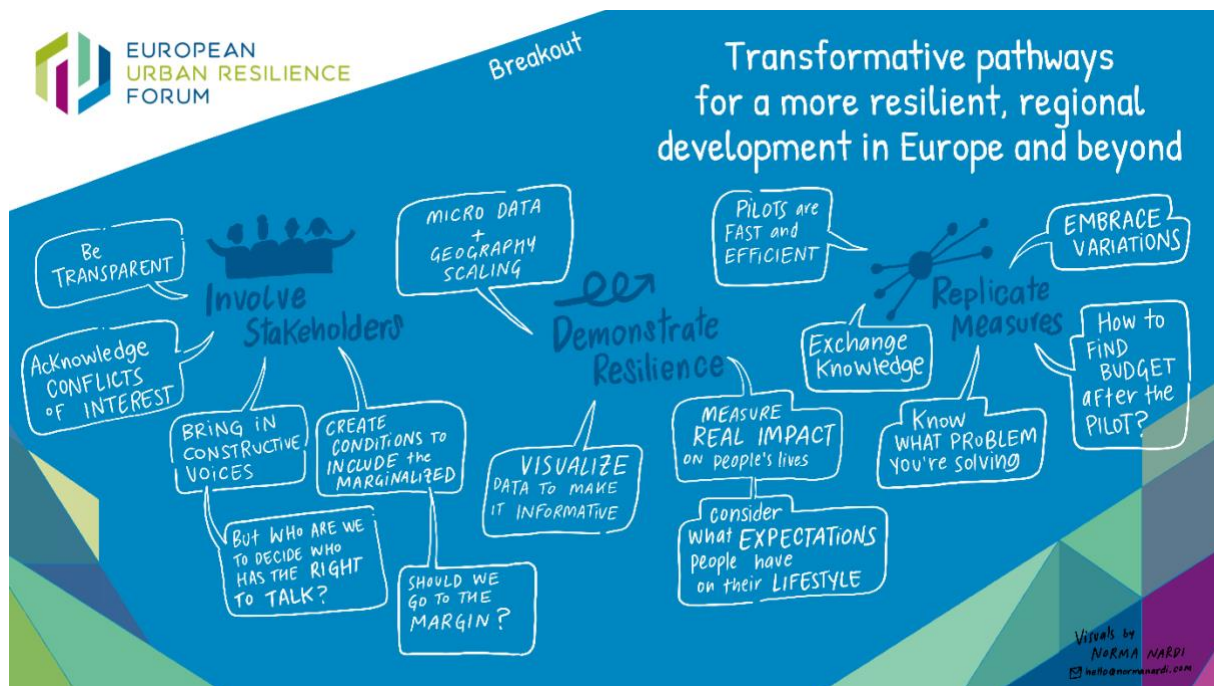 EUROPEAN
URBAN RESILIENCE
FORUM
Breakout
Transformative pathways
for a more resilient, regional
development in Europe and beyond
Be
TRANSPARENT
Involve
Stakeholders
Acknowledge
CONFLICTS
OF INTEREST
BRING IN
CONSTRUCTIVE
VOICES
BUT WHO ARE WE
TO DECIDE WHO
HAS THE RIGHT
TO TALK?
CREATE
CONDITIONS TO
INCLUDE the
MARGINALIZED
SHOULD WE
GO TO THE
MARGIN?
MICRO DATA
+
GEOGRAPHY
SCALING
Demonstrate
Resilience
VISUALIZE
DATA TO MAKE
IT INFORMATIVE
MEASURE
REAL IMPACT
ON people's lives
consider
what EXPECTATIONS
people have
on their LIFESTYLE
PILOTS are
FAST and
EFFICIENT
Replicate
Measures
EMBRACE
VARIATIONS
Exchange
Knowledge
Know
WHAT PROBLEM
you're solving
How to
FIND
BUDGET
after the
PILOT?
Visuals by
NORMA NARDI
hello@normanardi.com